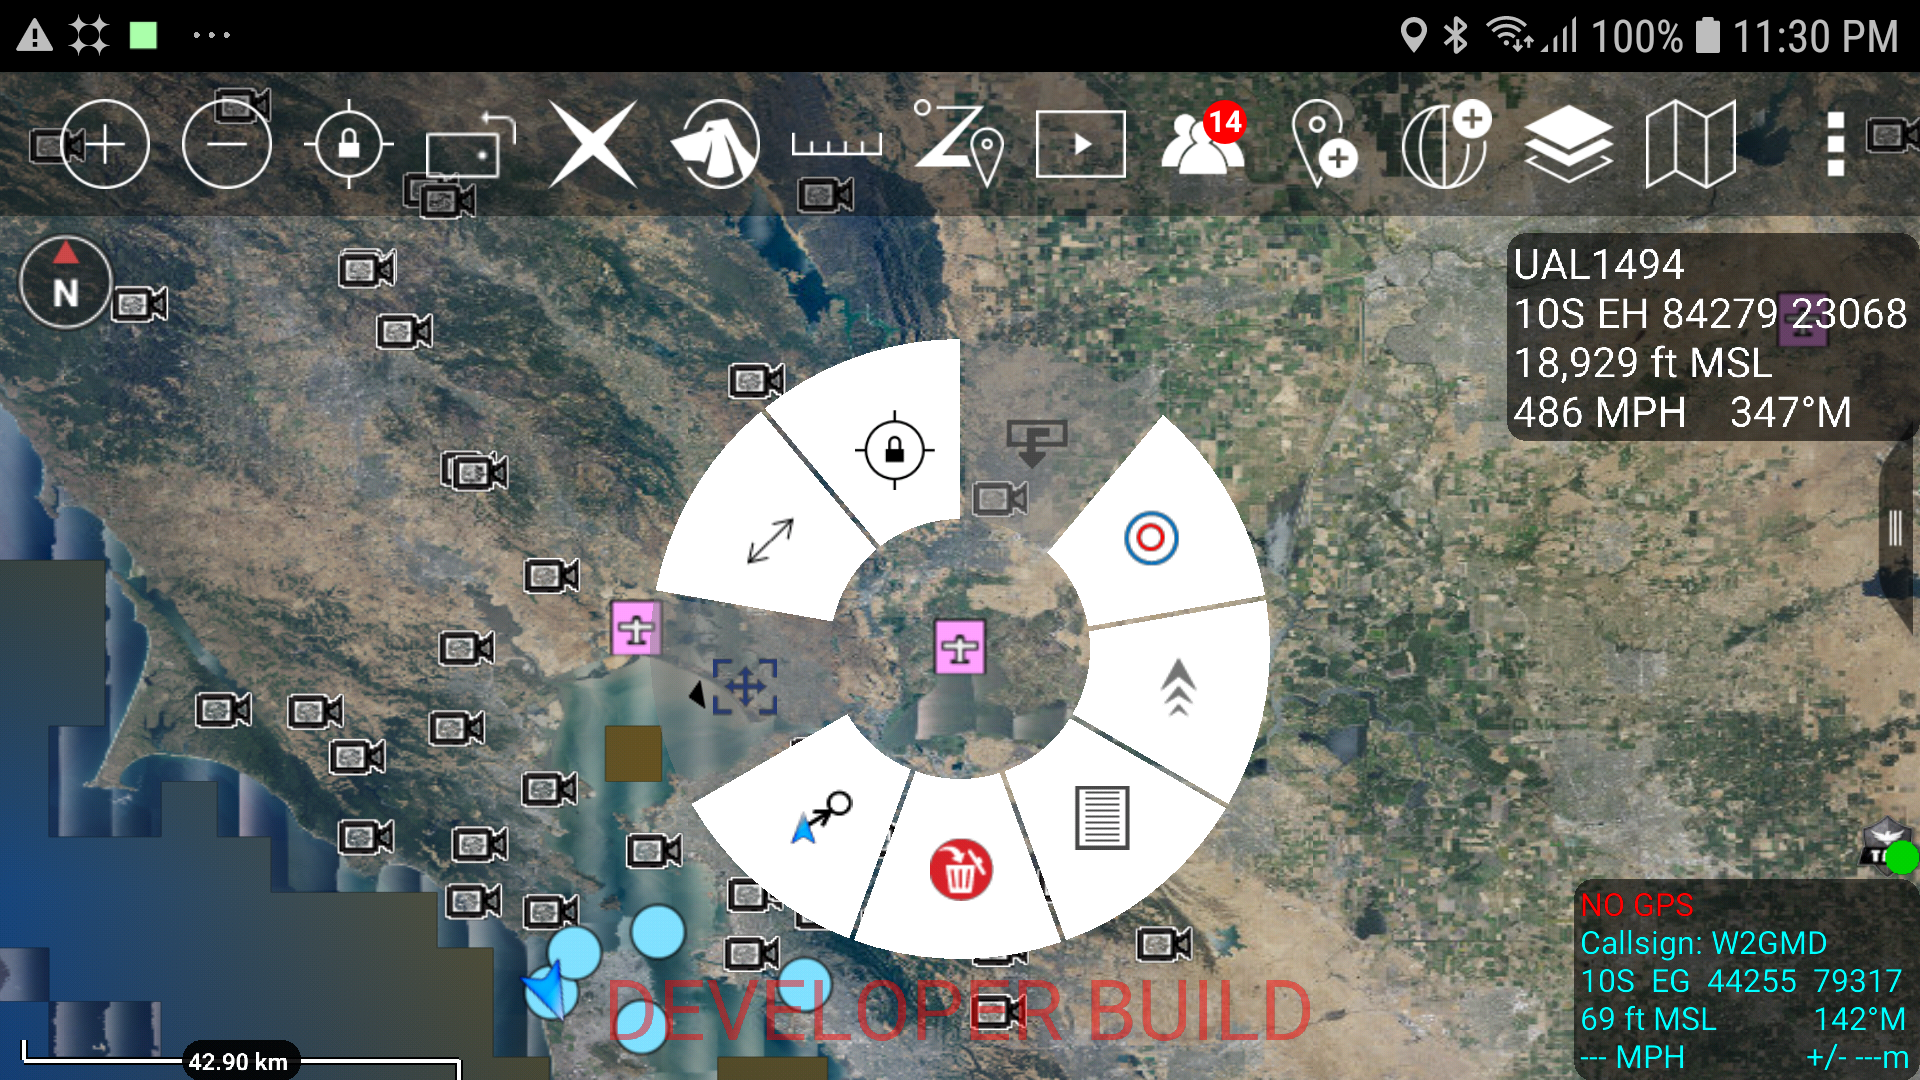 100% 11:30 PM
14
N
UAL1494
10S EH 84279 23068
18,929 ft MSL
486 MPH 347°M
NO GPS
Callsign: W2GMD
10S EG 44255 79317
69 ft MSL 142°M
--- MPH +/- ---m
DEVELOPER BUILD
42.90 km